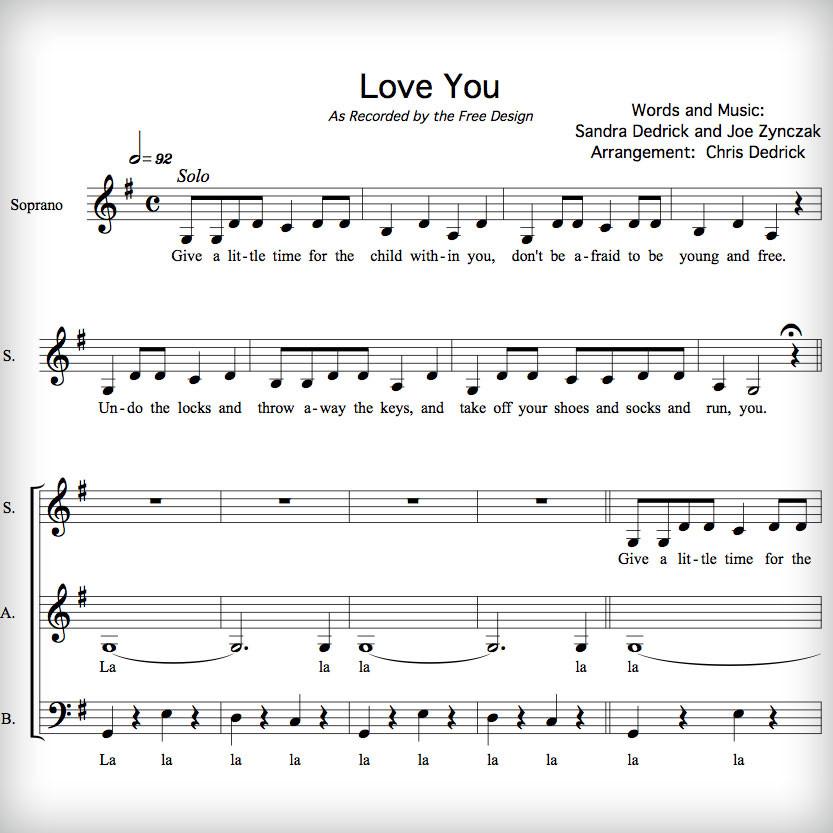 Love You
As Recorded by the Free Design
Words and Music:
Sandra Dedrick and Joe Zynczak
Arrangement: Chris Dedrick
= 92
Solo
Soprano
Give a lit-tle time for the child with-in you, don't be a-fraid to be young and free.
S.
Un-do the locks and throw a-way the keys, and take off your shoes and socks and run, you.
S.
Give a lit-tle time for the
A.
La la la la la
B.
La la la la la la la la la la